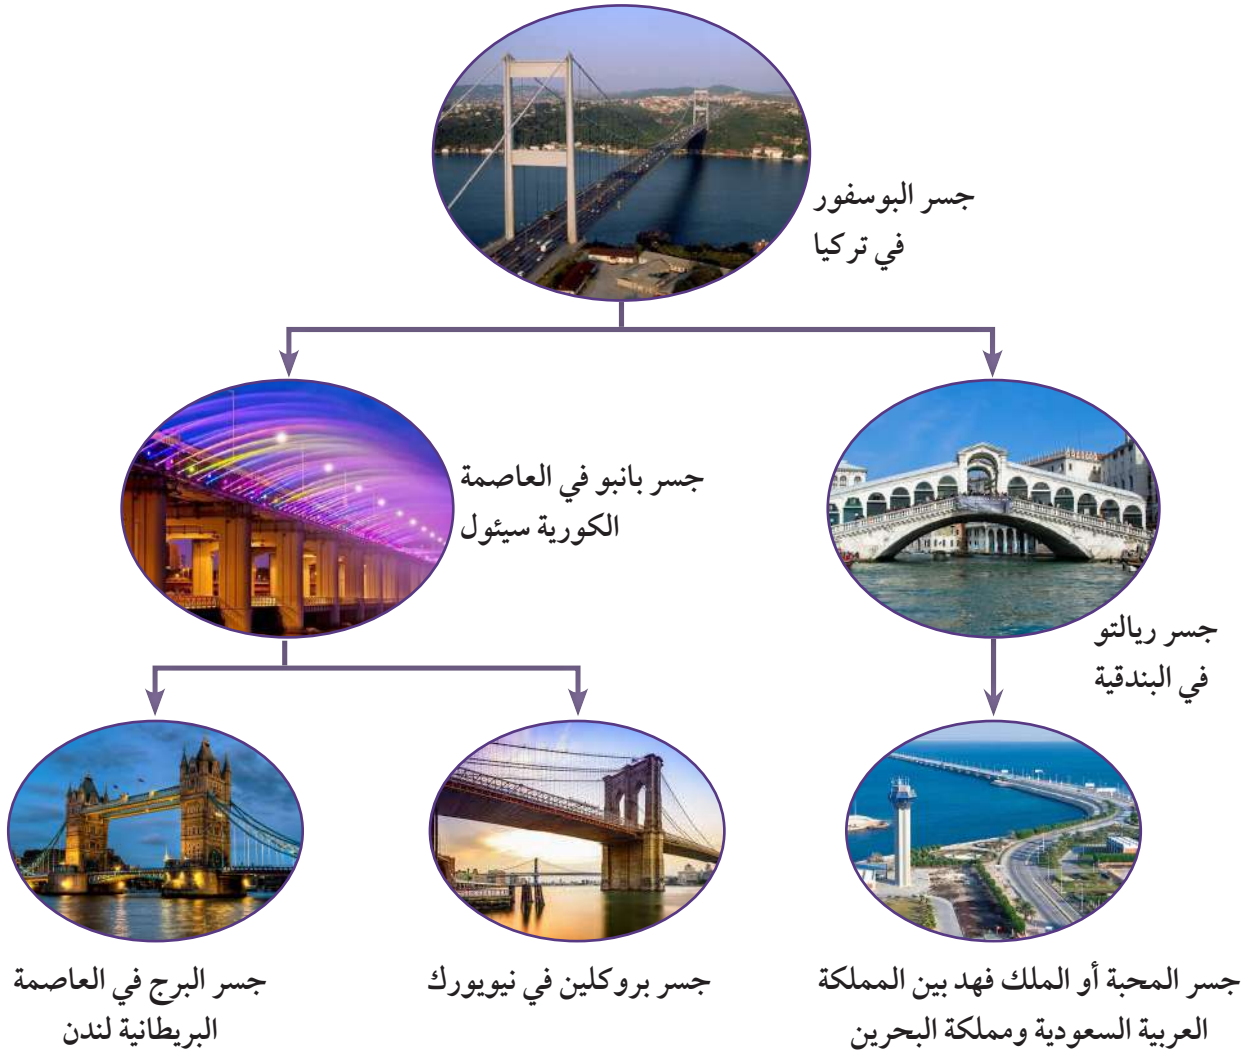 جسر البوسفور
في تركيا
جسر بانبو في العاصمة
الكورية سيئول
جسر ريالتو
في البندقية
جسر المحبة أو الملك فهد بين المملكة
العربية السعودية ومملكة البحرين
جسر بروكلين في نيويورك
جسر البرج في العاصمة
البريطانية لندن